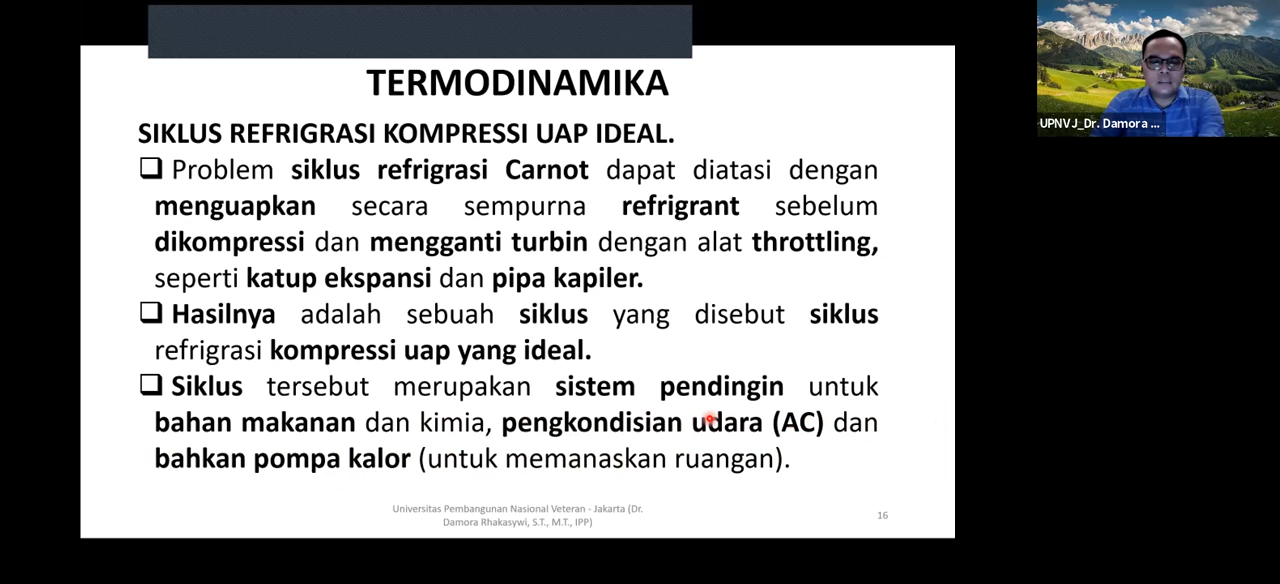 TERMODINAMIKA
SIKLUS REFRIGRASI KOMPRESSI UAP IDEAL.
Problem siklus refrigrasi Carnot dapat diatasi dengan
menguapkan secara sempurna refrigrant sebelum
dikompressi dan mengganti turbin dengan alat throttling,
seperti katup ekspansi dan pipa kapiler.
Hasilnya adalah sebuah siklus yang disebut siklus
refrigrasi kompressi uap yang ideal.
Siklus tersebut merupakan sistem pendingin untuk
bahan makanan dan kimia, pengkondisian udara (AC) dan
bahkan pompa kalor (untuk memanaskan ruangan).
Universitas Pembangunan Nasional Veteran - Jakarta (Dr.
Damora Rhakasywi, S.T., M.T., IPP)
16
UPNVJ_Dr. Damora ...